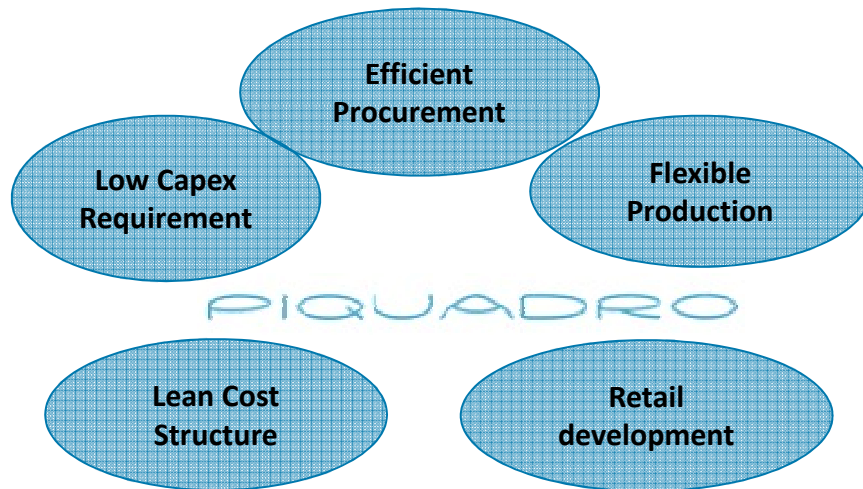 Efficient
Procurement
Low Capex
Requirement
Flexible
Production
PIQUADRO
Lean Cost
Structure
Retail
development